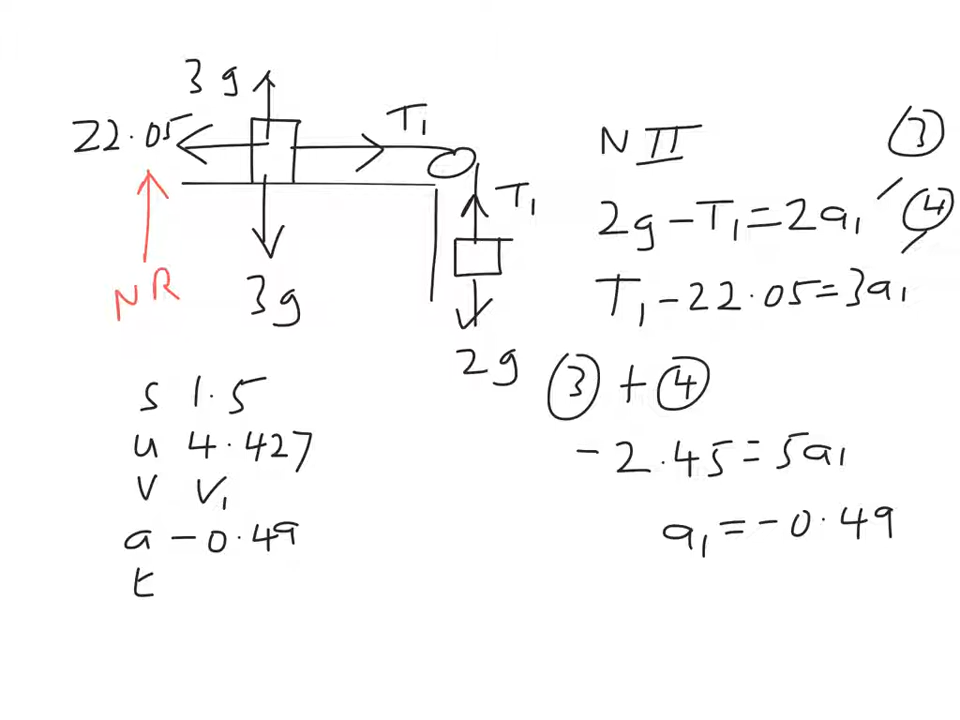 3g
22.05
T₁
NR
3g
T₁
2g
N II
③
2g - T₁ = 2a₁
④
T₁ - 22.05 = 3a₁
③ + ④
-2.45 = 5a₁
a₁ = -0.49
s 1.5
u 4.427
v V₁
a -0.49
t